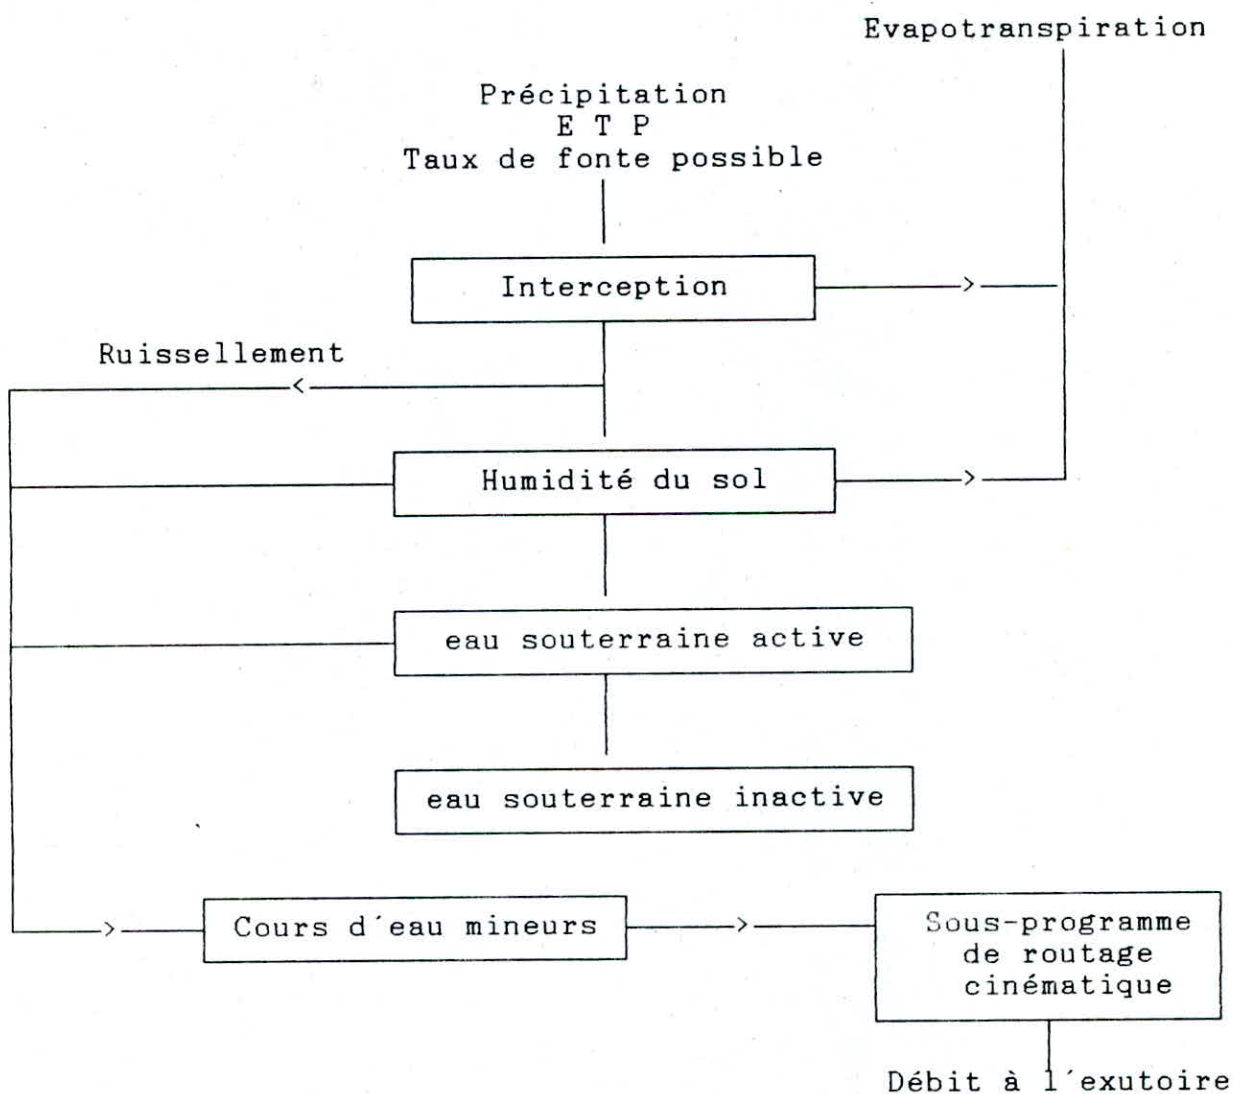 Evapotranspiration
Précipitation
E T P
Taux de fonte possible
Interception
Ruissellement
Humidité du sol
eau souterraine active
eau souterraine inactive
Cours d´eau mineurs
Sous-programme
de routage
cinématique
Débit à l´exutoire